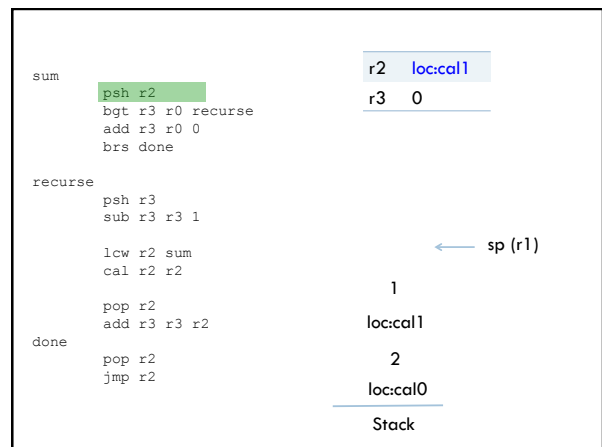 sum
psh r2
bgt r3 r0 recurse
add r3 r0 0
brs done
recurse
psh r3
sub r3 r3 1
lcw r2 sum
cal r2 r2
pop r2
add r3 r3 r2
done
pop r2
jmp r2
r2 loc:cal1
r3 0
sp (r1)
1
loc:cal1
2
loc:cal0
Stack